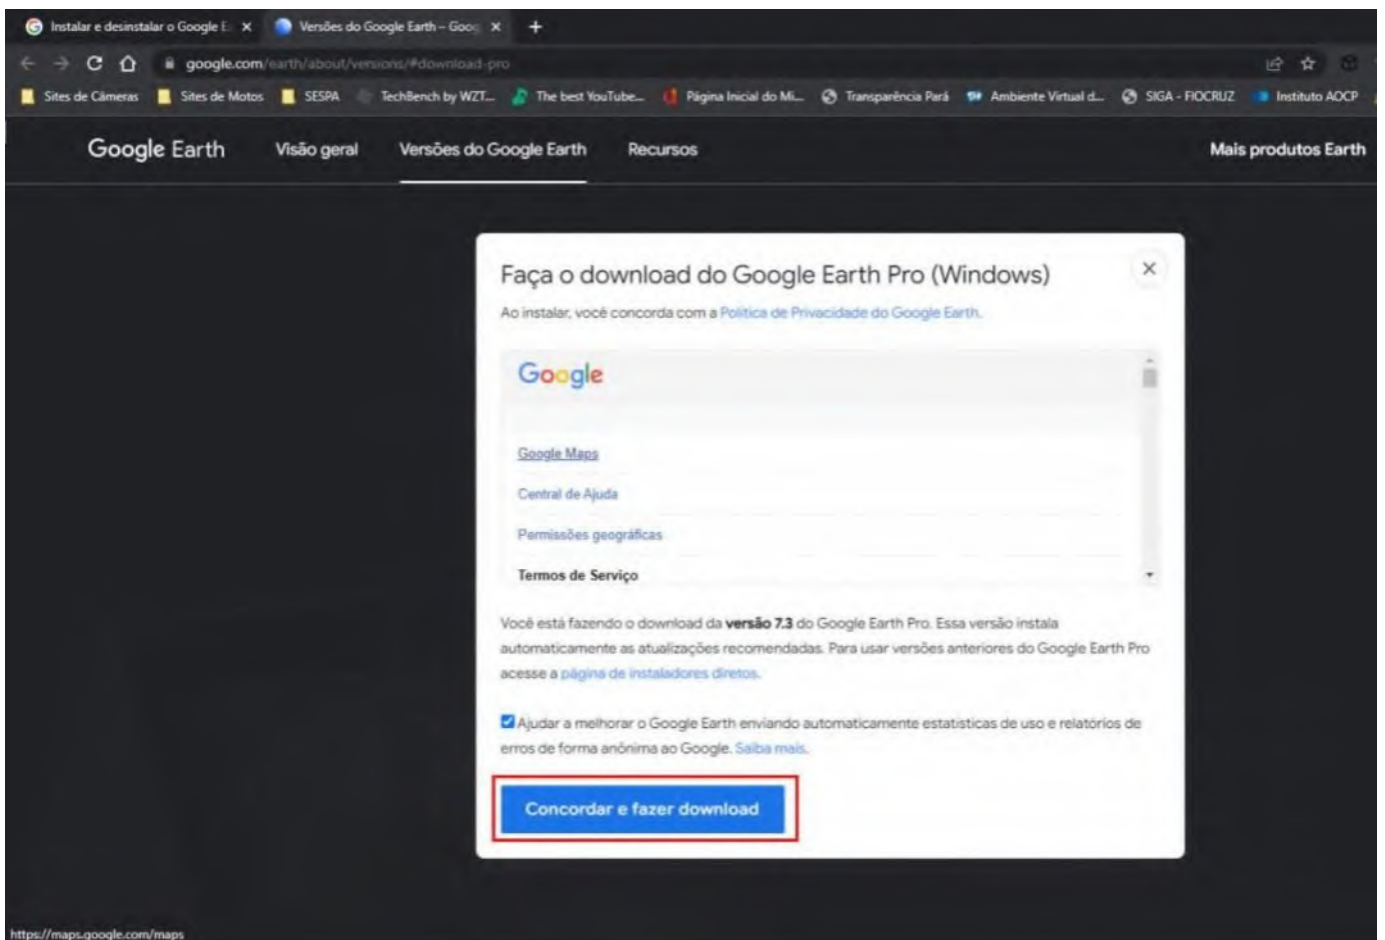 Instalar e desinstalar o Google E
Versões do Google Earth – Goog
google.com/earth/about/versions/#download-pro
Sites de Câmeras
Sites de Motos
SESPA
TechBench by WZT...
The best YouTube...
Página Inicial do Mi...
Transparência Pará
Ambiente Virtual d...
SIGA - FIOCRUZ
Instituto AOCP
Google Earth
Visão geral
Versões do Google Earth
Recursos
Mais produtos Earth
Faça o download do Google Earth Pro (Windows)
Ao instalar, você concorda com a Política de Privacidade do Google Earth.
Google
Google Maps
Central de Ajuda
Permissões geográficas
Termos de Serviço
Você está fazendo o download da versão 7.3 do Google Earth Pro. Essa versão instala
automaticamente as atualizações recomendadas. Para usar versões anteriores do Google Earth Pro
acesse a página de instaladores diretos.
Ajudar a melhorar o Google Earth enviando automaticamente estatísticas de uso e relatórios de
erros de forma anônima ao Google. Saiba mais.
Concordar e fazer download
https://maps.google.com/maps